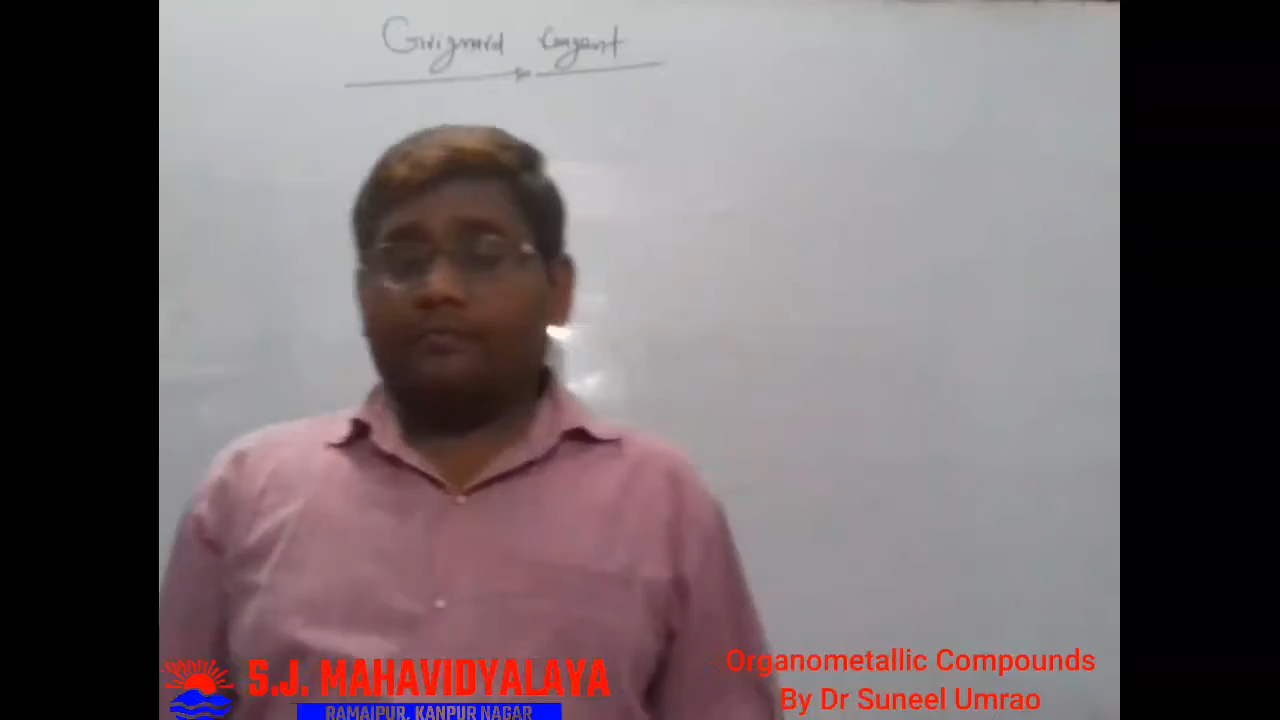 Grignard reagent
S.J. MAHAVIDYALAYA
RAMAIPUR, KANPUR NAGAR
Organometallic Compounds
By Dr Suneel Umrao